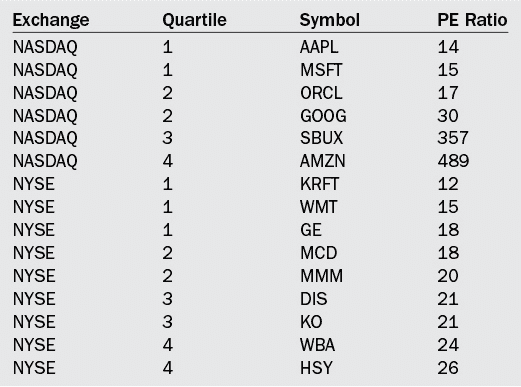 Exchange Quartile Symbol PE Ratio
NASDAQ 1 AAPL 14
NASDAQ 1 MSFT 15
NASDAQ 2 ORCL 17
NASDAQ 2 GOOG 30
NASDAQ 3 SBUX 357
NASDAQ 4 AMZN 489
NYSE 1 KRFT 12
NYSE 1 WMT 15
NYSE 1 GE 18
NYSE 2 MCD 18
NYSE 2 MMM 20
NYSE 3 DIS 21
NYSE 3 KO 21
NYSE 4 WBA 24
NYSE 4 HSY 26